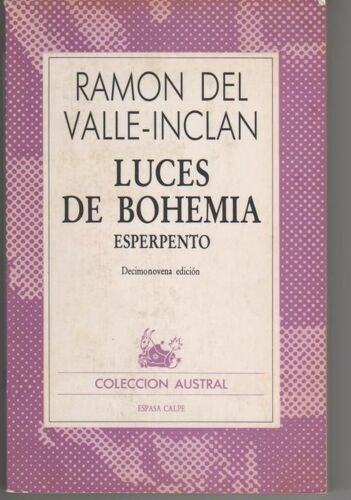 RAMON DEL
VALLE-INCLAN
LUCES
DE BOHEMIA
ESPERPENTO
Decimonovena edición
COLECCION AUSTRAL
ESPASA CALPE